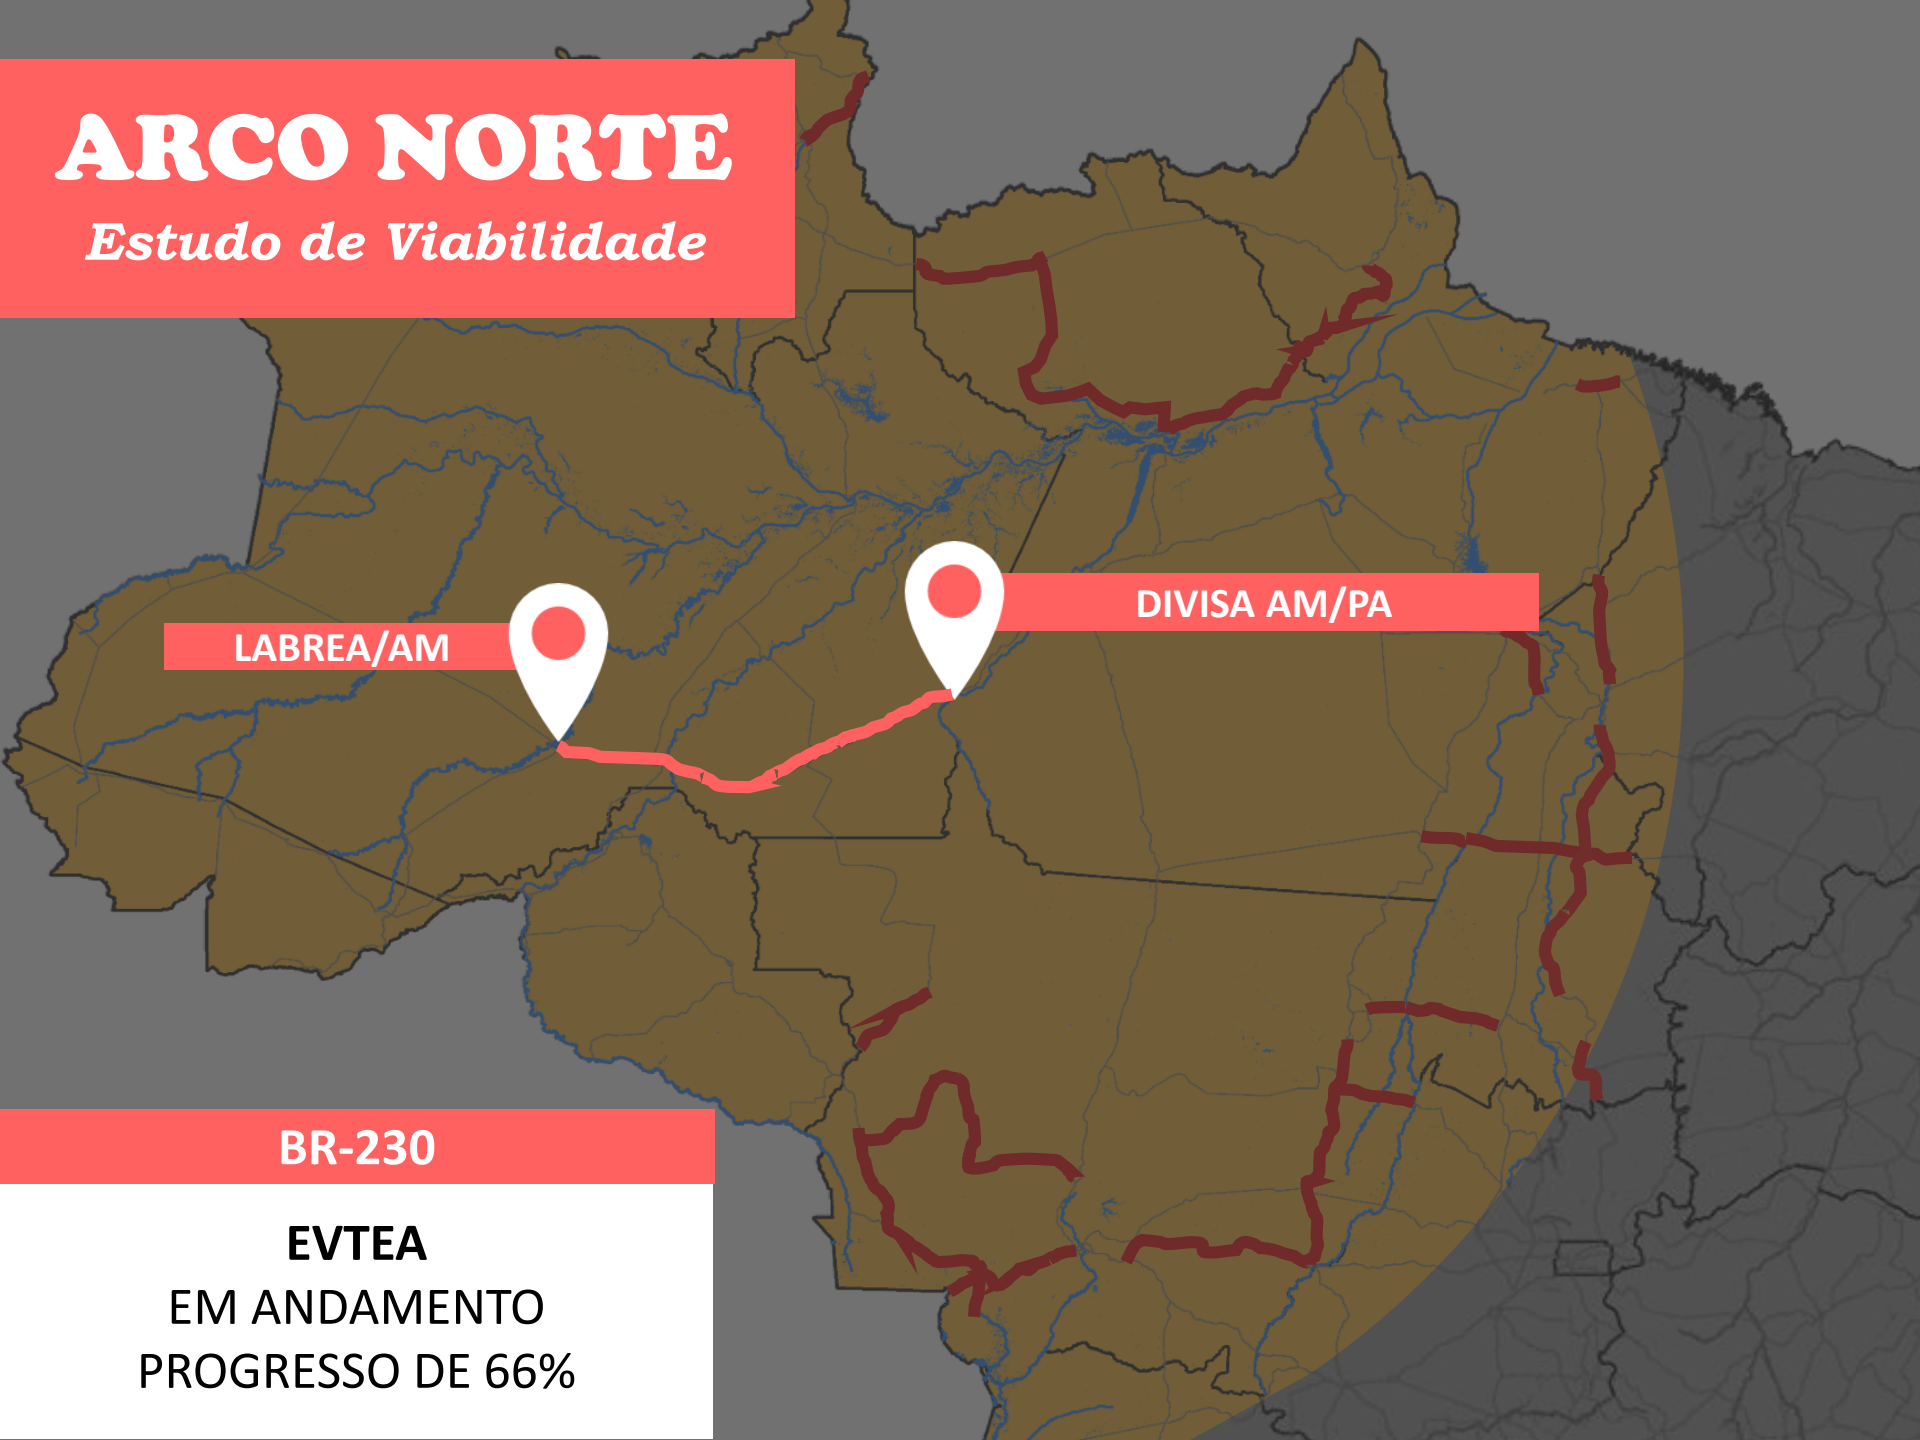 ARCO NORTE
Estudo de Viabilidade
DIVISA AM/PA
LABREA/AM
BR-230
EVTEA
EM ANDAMENTO
PROGRESSO DE 66%